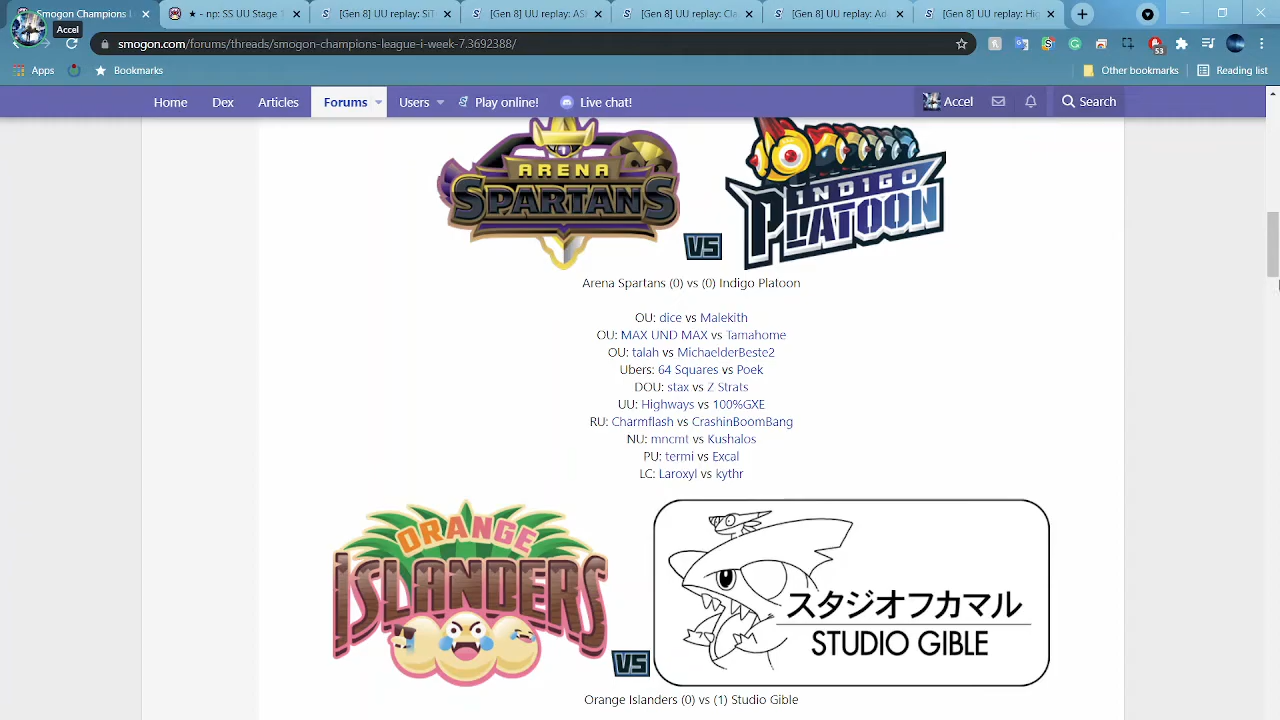 Smogon Champions L
★ - np: SS UU Stage 1
[Gen 8] UU replay: SiT
[Gen 8] UU replay: AS
[Gen 8] UU replay: C
[Gen 8] UU replay: Ad
[Gen 8] UU replay: Hig
Accel
smogon.com/forums/threads/smogon-champions-league-i-week-7.3692388/
53
Apps
Bookmarks
Other bookmarks
Reading list
Home
Dex
Articles
Forums
Users
Play online!
Live chat!
Accel
Search
ARENA
SPARTANS
VS
INDIGO
PLATOON
Arena Spartans (0) vs (0) Indigo Platoon
OU: dice vs Malekith
OU: MAX UND MAX vs Tamahome
OU: talah vs MichaelderBeste2
Ubers: 64 Squares vs Poek
DOU: stax vs Z Strats
UU: Highways vs 100%GXE
RU: Charmflash vs CrashinBoomBang
NU: mncmt vs Kushalos
PU: termi vs Excal
LC: Laroxyl vs kythr
ORANGE
ISLANDERS
VS
スタジオフカマル
STUDIO GIBLE
Orange Islanders (0) vs (1) Studio Gible